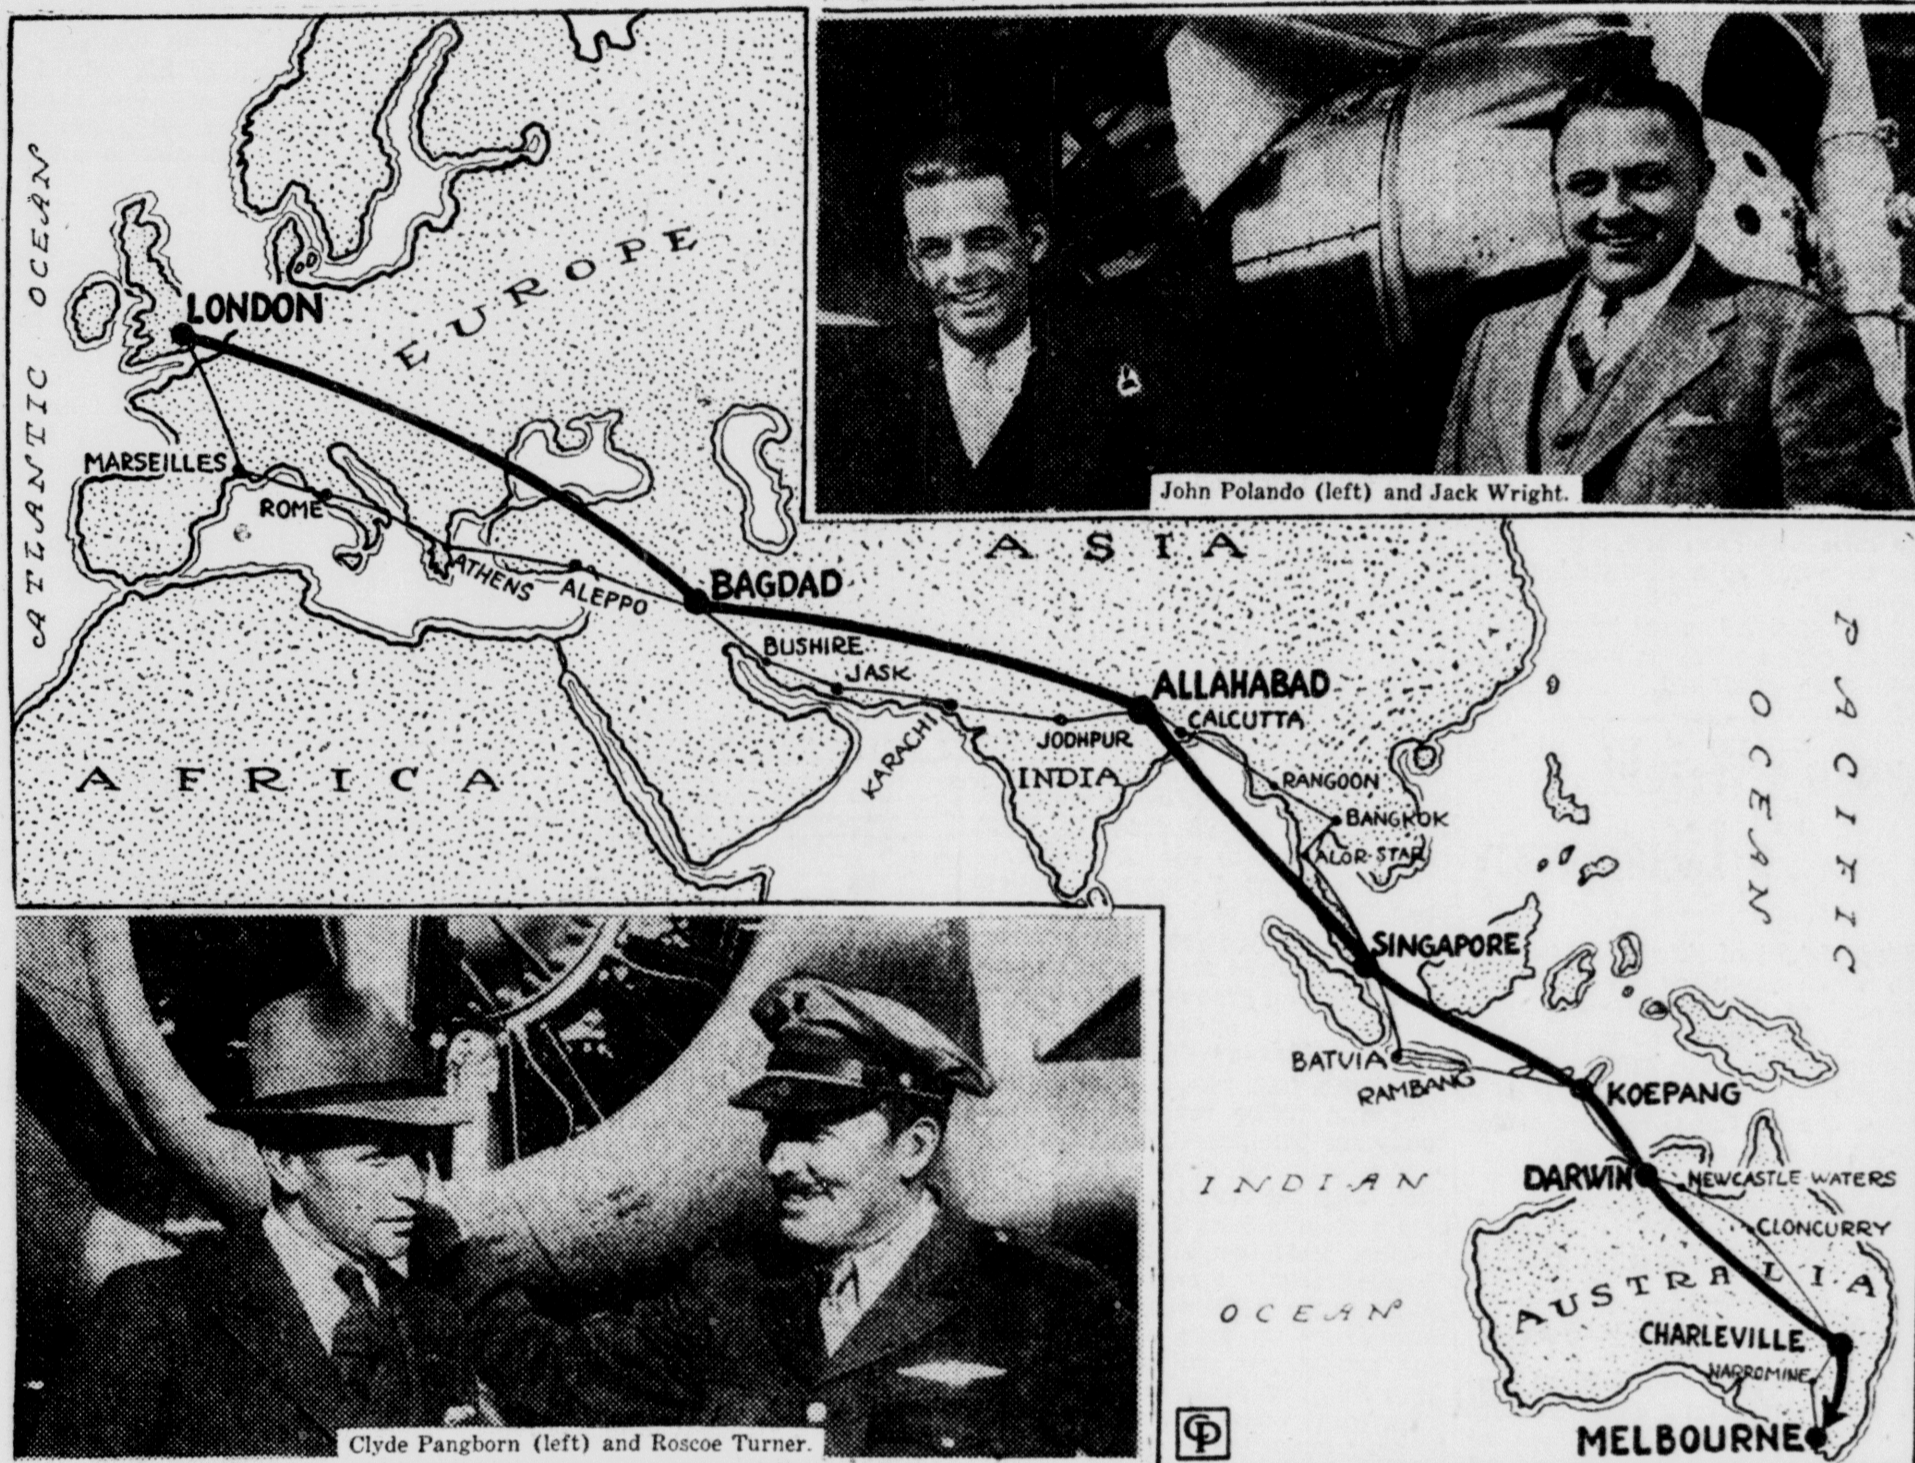 ATLANTIC OCEAN
EUROPE
LONDON
MARSEILLES
ROME
ATHENS
ALEPPO
BAGDAD
BUSHIRE
JASK
KARACHI
JODHPUR
ALLAHABAD
CALCUTTA
INDIA
ASIA
AFRICA
RANGOON
BANGKOK
ALOR-STAR
SINGAPORE
BATVIA
RAMBANG
KOEPANG
PACIFIC
OCEAN
INDIAN
OCEAN
DARWIN
NEWCASTLE WATERS
CLONCURRY
AUSTRALIA
CHARLEVILLE
NARROMINE
MELBOURNE
John Polando (left) and Jack Wright.
Clyde Pangborn (left) and Roscoe Turner.
CP